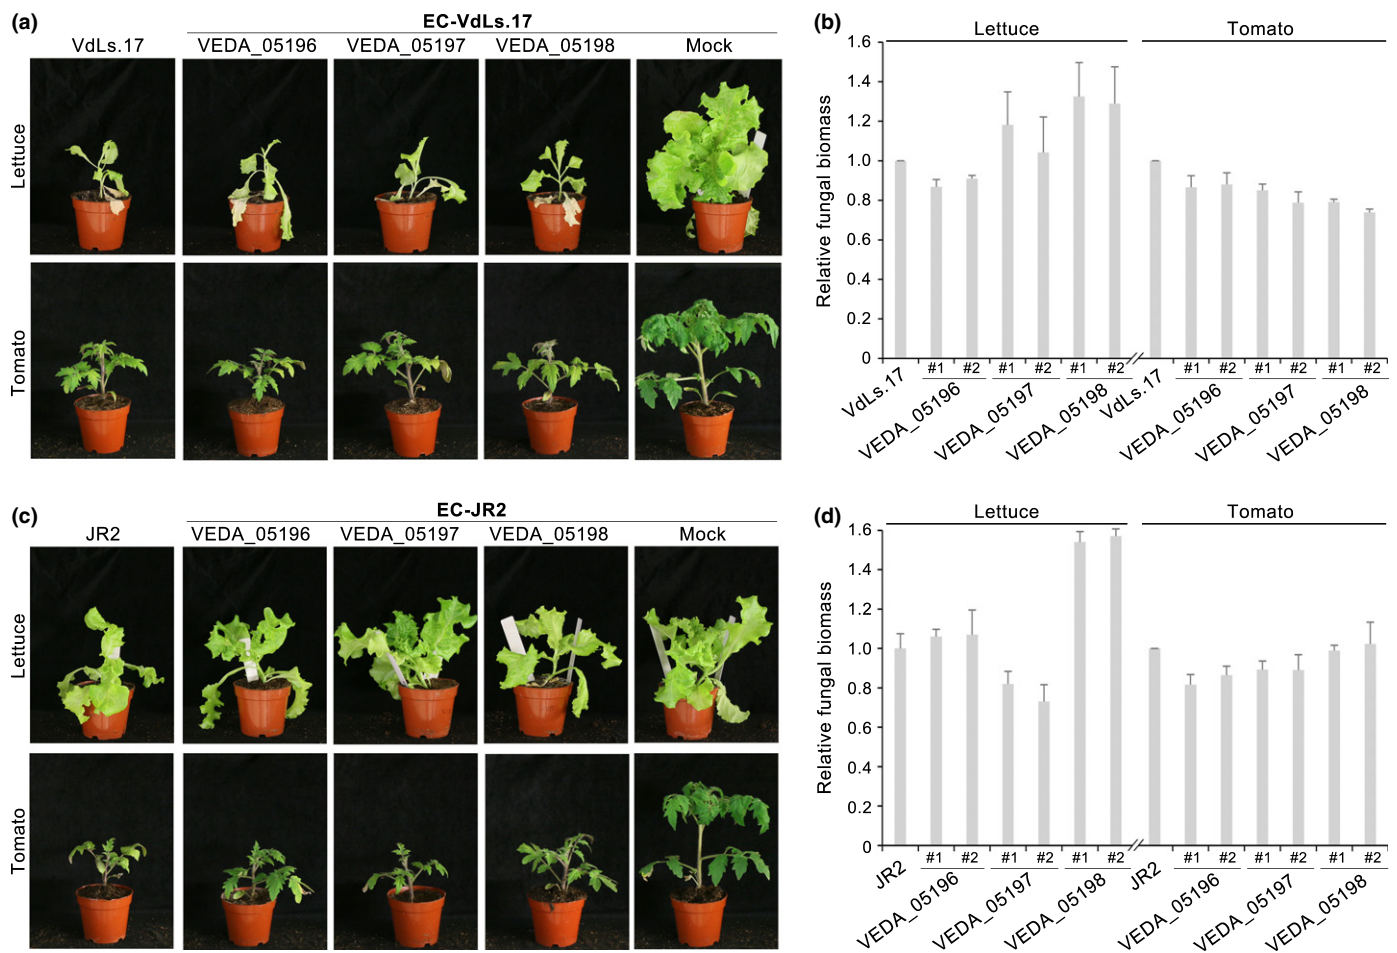 (a)
EC-VdLs.17
VdLs.17 VEDA_05196 VEDA_05197 VEDA_05198 Mock
Lettuce
Tomato
(b)
Lettuce Tomato
Relative fungal biomass
1.6
1.4
1.2
1.0
0.8
0.6
0.4
0.2
0
#1 #2 #1 #2 #1 #2 #1 #2 #1 #2 #1 #2
VdLs.17 VEDA_05196 VEDA_05197 VEDA_05198 VdLs.17 VEDA_05196 VEDA_05197 VEDA_05198
(c)
EC-JR2
JR2 VEDA_05196 VEDA_05197 VEDA_05198 Mock
Lettuce
Tomato
(d)
Lettuce Tomato
Relative fungal biomass
1.6
1.4
1.2
1.0
0.8
0.6
0.4
0.2
0
#1 #2 #1 #2 #1 #2 #1 #2 #1 #2 #1 #2
JR2 VEDA_05196 VEDA_05197 VEDA_05198 JR2 VEDA_05196 VEDA_05197 VEDA_05198